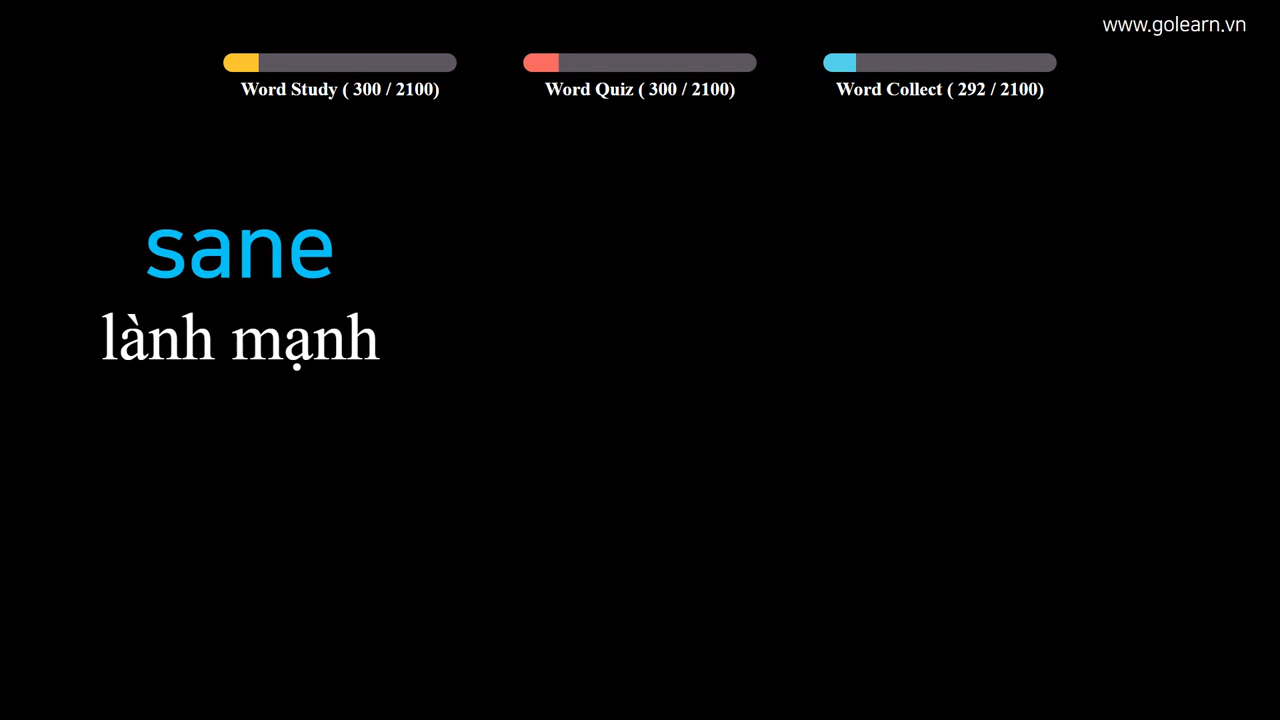 www.golearn.vn
Word Study ( 300 / 2100)
Word Quiz ( 300 / 2100)
Word Collect ( 292 / 2100)
sane
lành mạnh